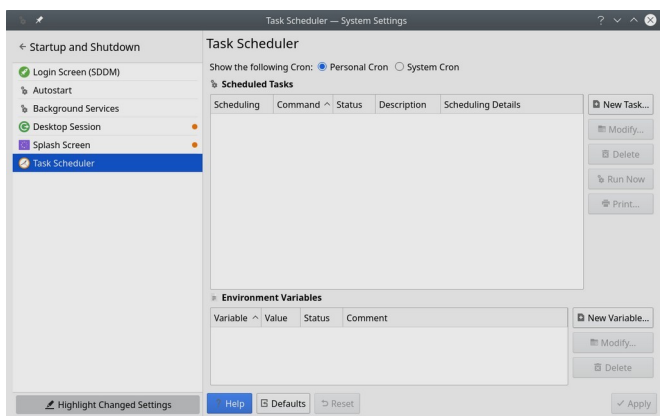 Task Scheduler — System Settings
Startup and Shutdown
Login Screen (SDDM)
Autostart
Background Services
Desktop Session
Splash Screen
Task Scheduler
Highlight Changed Settings
Task Scheduler
Show the following Cron: Personal Cron System Cron
Scheduled Tasks
Scheduling Command Status Description Scheduling Details
New Task...
Modify...
Delete
Run Now
Print...
Environment Variables
Variable Value Status Comment
New Variable...
Modify...
Delete
Help Defaults Reset Apply